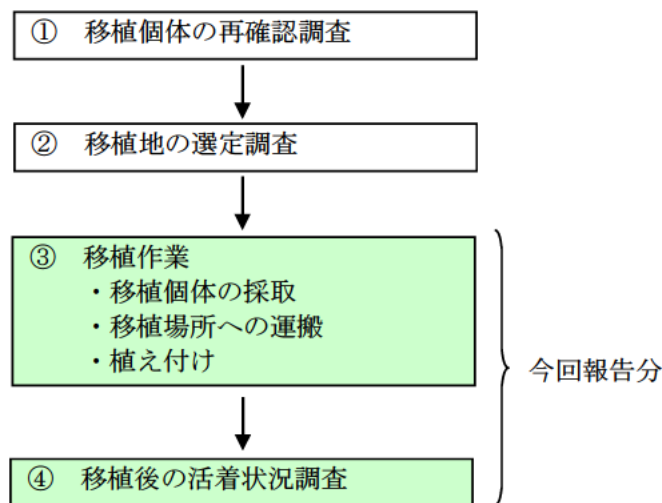 ① 移植個体の再確認調査
② 移植地の選定調査
③ 移植作業
・移植個体の採取
・移植場所への運搬
・植え付け
今回報告分
④ 移植後の活着状況調査